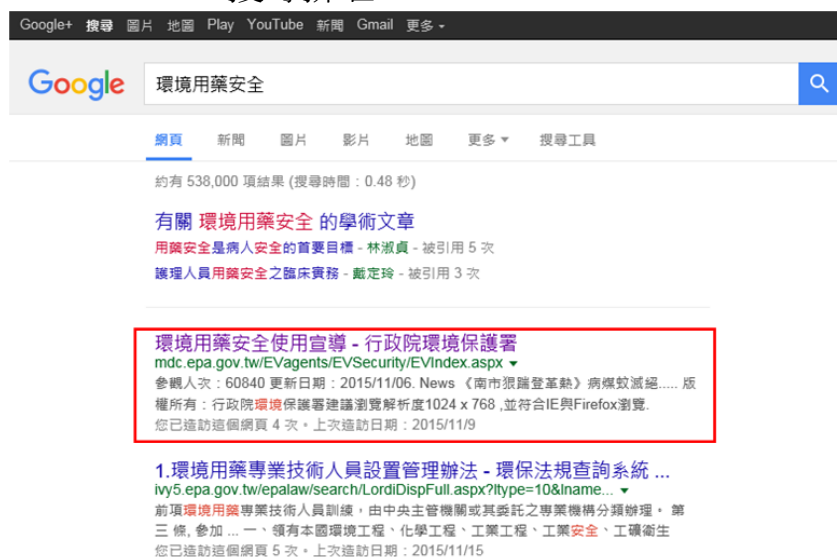 Google+ 搜尋 圖片 地圖 Play YouTube 新聞 Gmail 更多
Google 環境用藥安全
網頁 新聞 圖片 影片 地圖 更多 搜尋工具
約有 538,000 項結果 (搜尋時間：0.48 秒)
有關 環境用藥安全 的學術文章
用藥安全是病人安全的首要目標 - 林淑貞 - 被引用 5 次
護理人員用藥安全之臨床實務 - 戴定玲 - 被引用 3 次
環境用藥安全使用宣導 - 行政院環境保護署
mdc.epa.gov.tw/EVagents/EVSecurity/EVIndex.aspx
參觀人次：60840 更新日期：2015/11/06. News 《南市狠踹登革熱》病媒蚊滅絕..... 版
權所有：行政院環境保護署建議瀏覽解析度1024 x 768 ,並符合IE與Firefox瀏覽.
您已造訪這個網頁 4 次。上次造訪日期：2015/11/9
1.環境用藥專業技術人員設置管理辦法 - 環保法規查詢系統 ...
ivy5.epa.gov.tw/epalaw/search/LordiDispFull.aspx?ltype=10&lname...
前項環境用藥專業技術人員訓練，由中央主管機關或其委託之專業機構分類辦理。 第
三 條, 參加 ... 一、領有本國環境工程、化學工程、工業工程、工業安全、工礦衛生
您已造訪這個網頁 5 次。上次造訪日期：2015/11/15